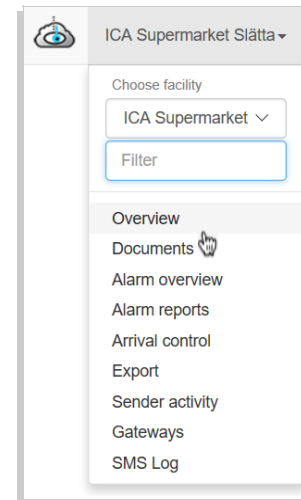 ICA Supermarket Slätta
Choose facility
ICA Supermarket
Filter
Overview
Documents
Alarm overview
Alarm reports
Arrival control
Export
Sender activity
Gateways
SMS Log